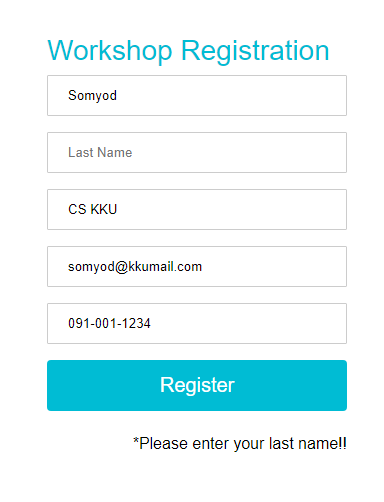 Workshop Registration
Somyod
Last Name
CS KKU
somyod@kkumail.com
091-001-1234
Register
*Please enter your last name!!